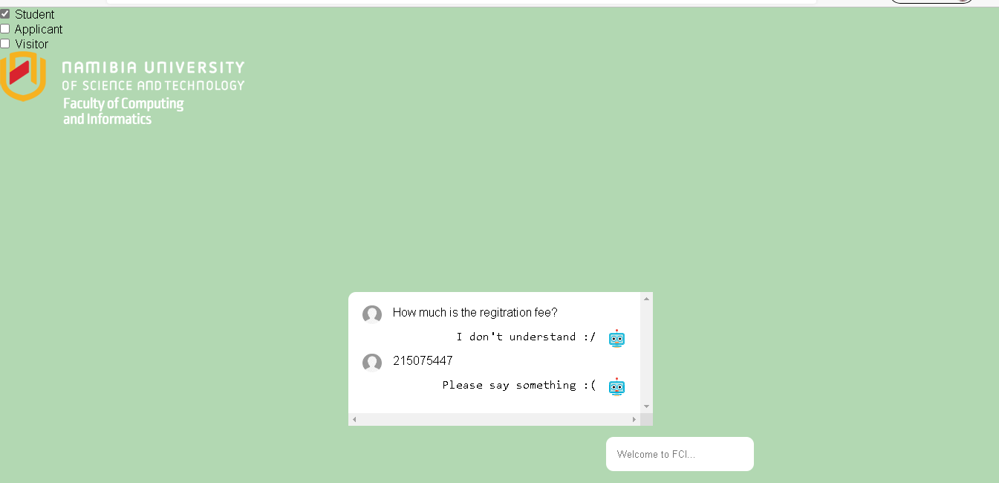 Student
Applicant
Visitor
NAMIBIA UNIVERSITY
OF SCIENCE AND TECHNOLOGY
Faculty of Computing
and Informatics
How much is the regitration fee?
I don't understand :/
215075447
Please say something :(
Welcome to FCI...